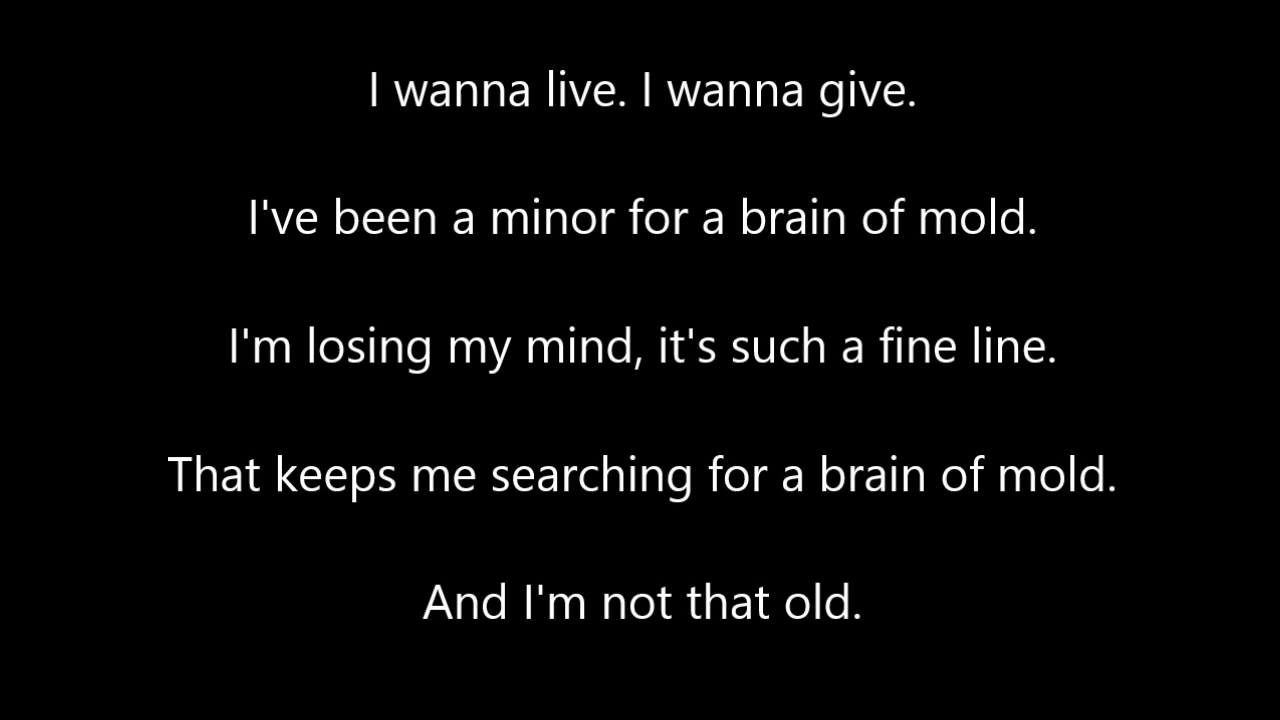 I wanna live. I wanna give.
I've been a minor for a brain of mold.
I'm losing my mind, it's such a fine line.
That keeps me searching for a brain of mold.
And I'm not that old.